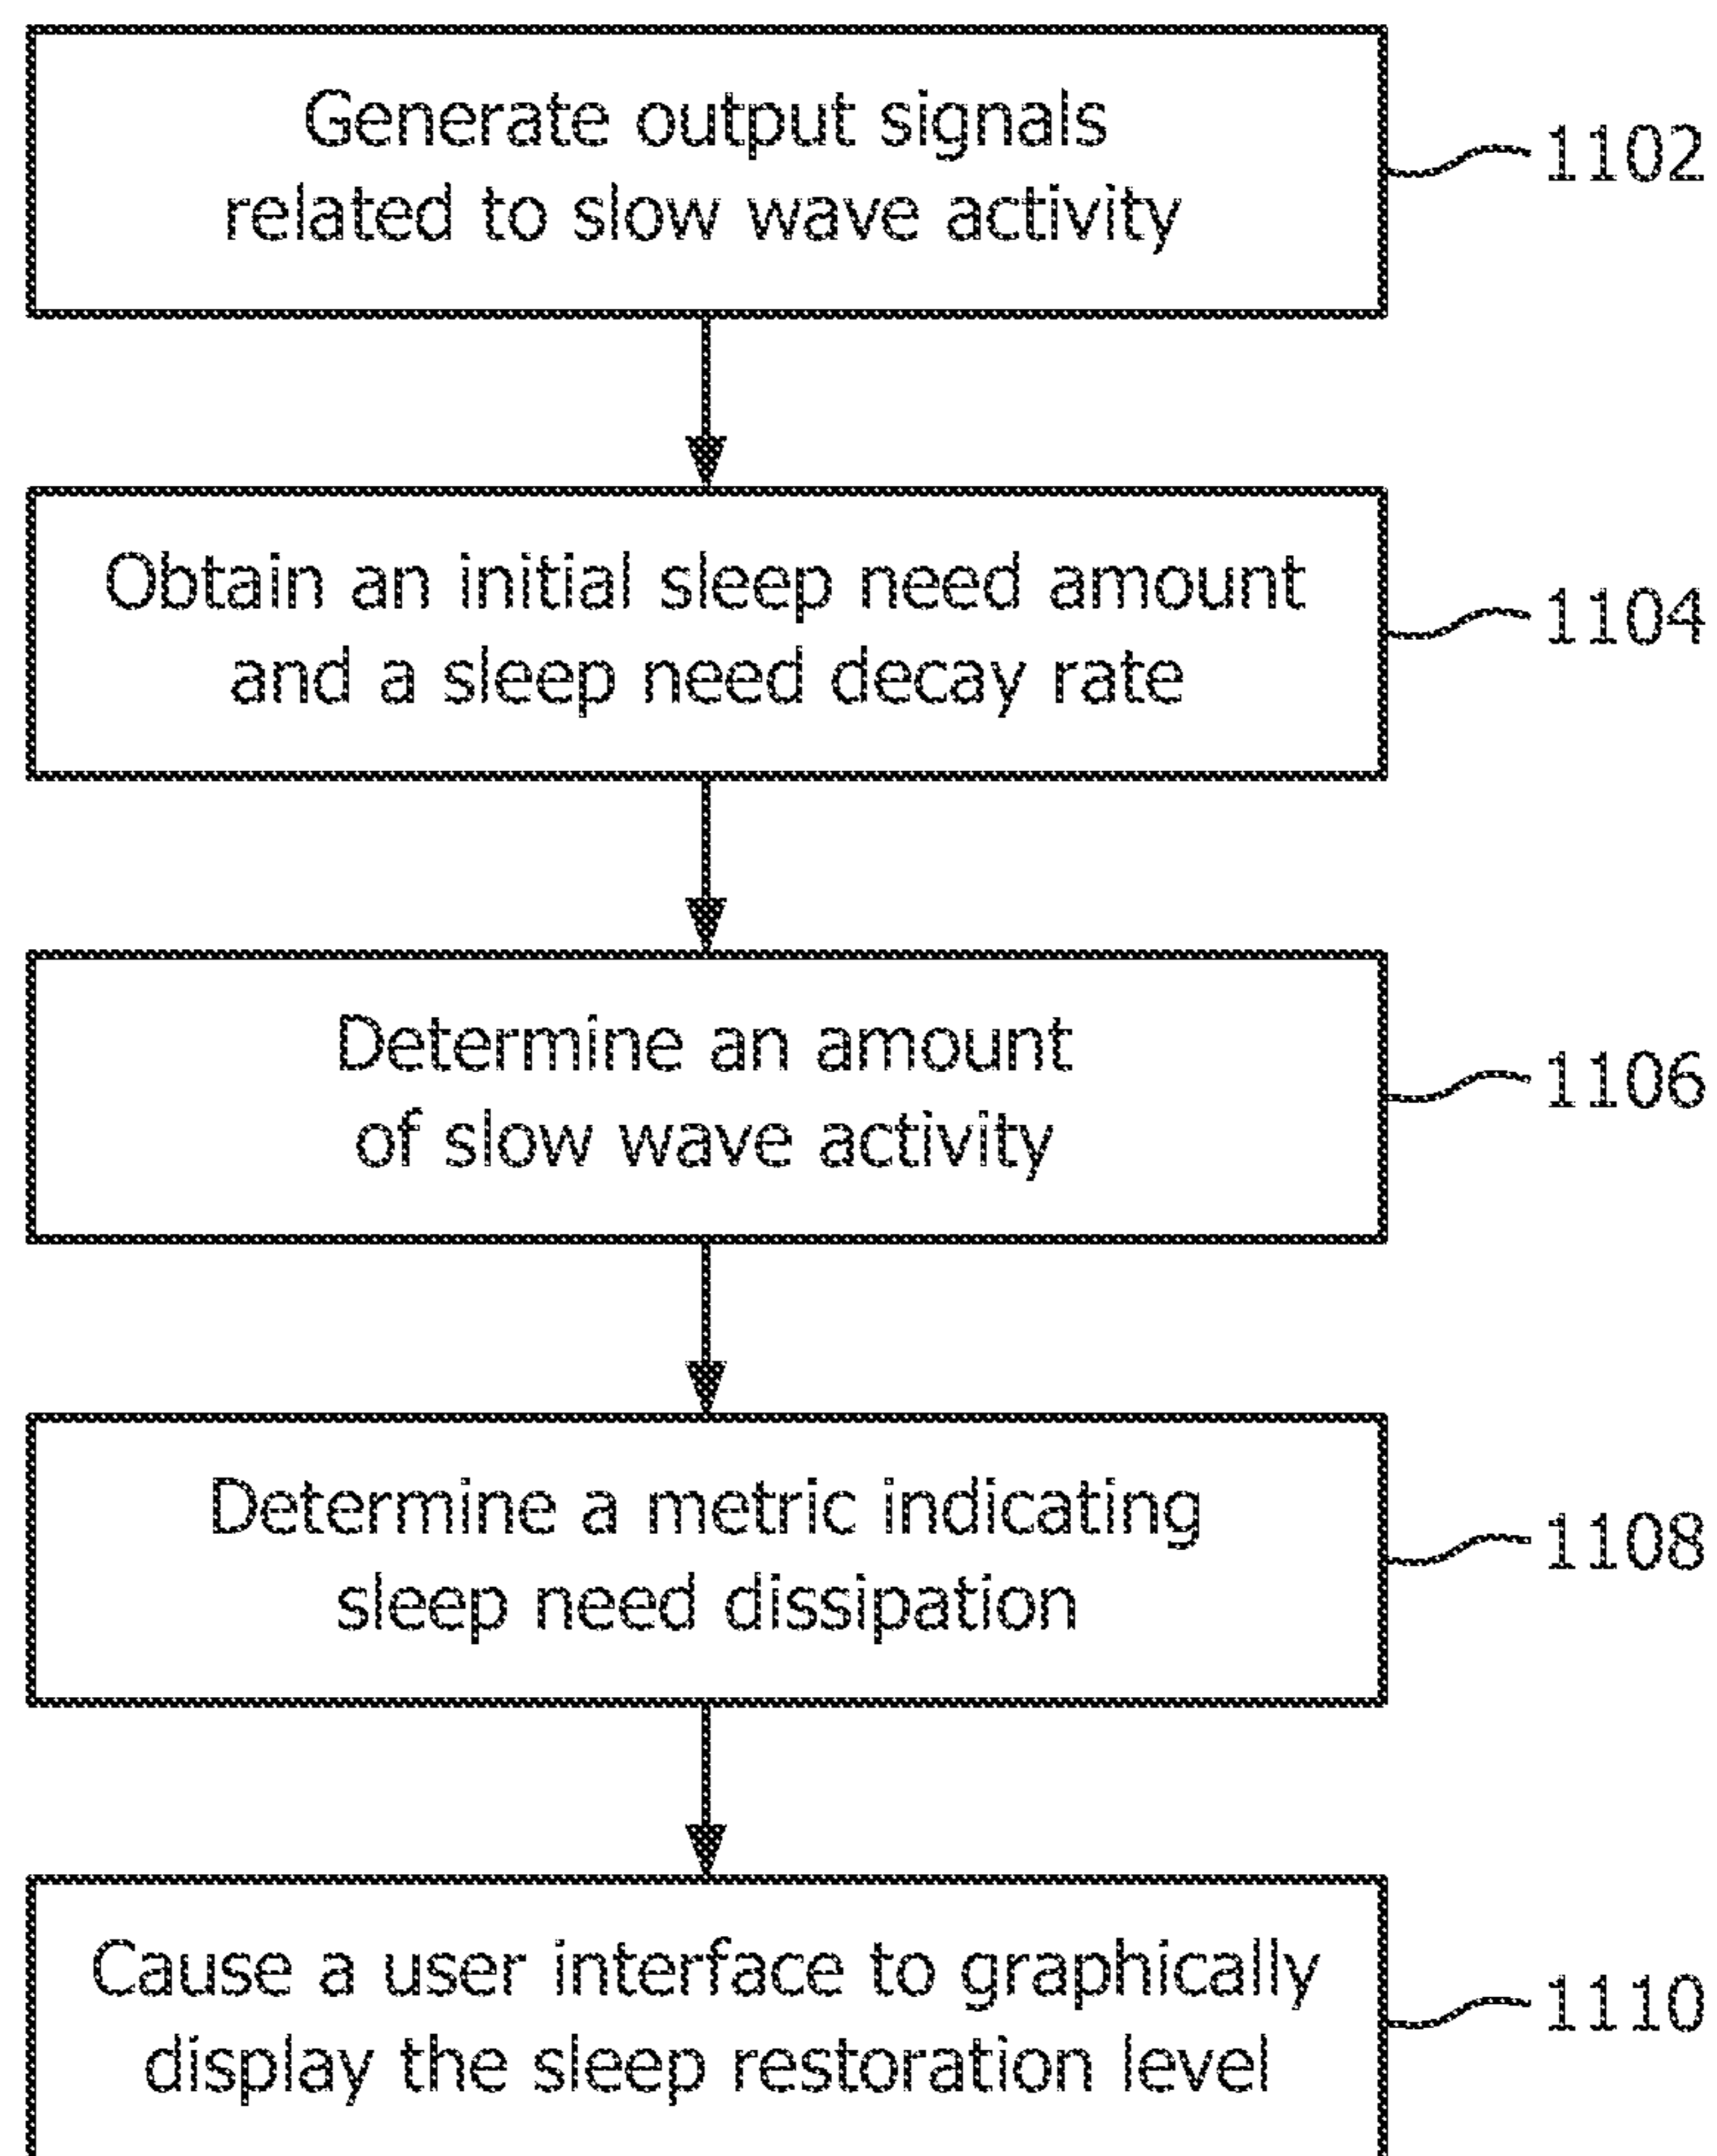 Generate output signals
related to slow wave activity
1102
Obtain an initial sleep need amount
and a sleep need decay rate
1104
Determine an amount
of slow wave activity
1106
Determine a metric indicating
sleep need dissipation
1108
Cause a user interface to graphically
display the sleep restoration level
1110